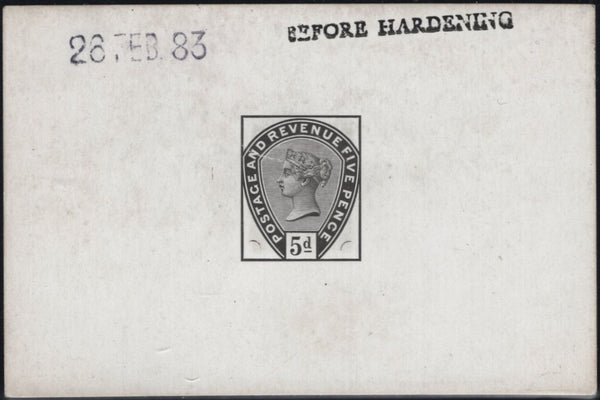 26 FEB. 83
BEFORE HARDENING
POSTAGE AND REVENUE FIVE PENCE
5d